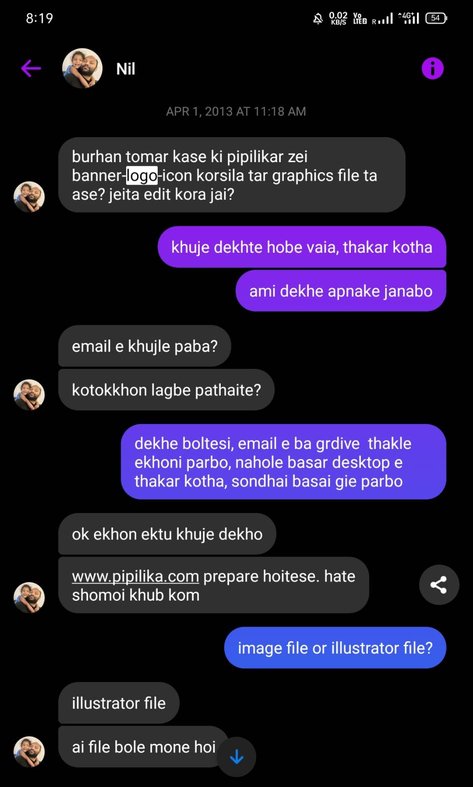 8:19
0.02
KB/S
Vo
LTE2
R
4G
54
Nil
APR 1, 2013 AT 11:18 AM
burhan tomar kase ki pipilikar zei
banner-logo-icon korsila tar graphics file ta
ase? jeita edit kora jai?
khuje dekhte hobe vaia, thakar kotha
ami dekhe apnake janabo
email e khujle paba?
kotokkhon lagbe pathaite?
dekhe boltesi, email e ba grdive thakle
ekhoni parbo, nahole basar desktop e
thakar kotha, sondhai basai gie parbo
ok ekhon ektu khuje dekho
www.pipilika.com prepare hoitese. hate
shomoi khub kom
image file or illustrator file?
illustrator file
ai file bole mone hoi